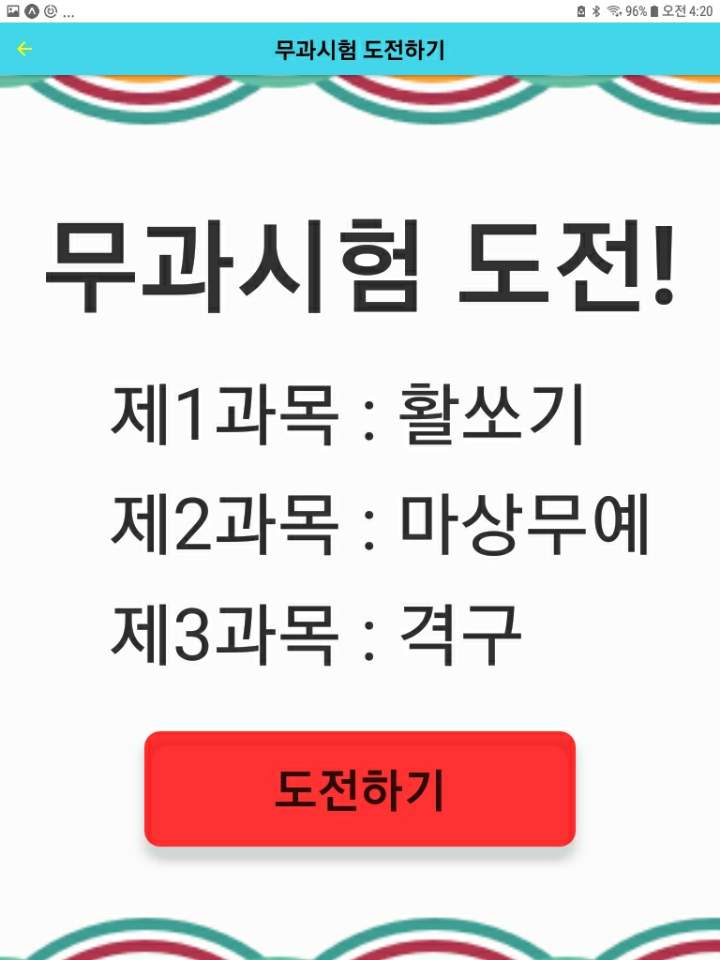 96% 오전 4:20
무과시험 도전하기
무과시험 도전!
제1과목 : 활쏘기
제2과목 : 마상무예
제3과목 : 격구
도전하기